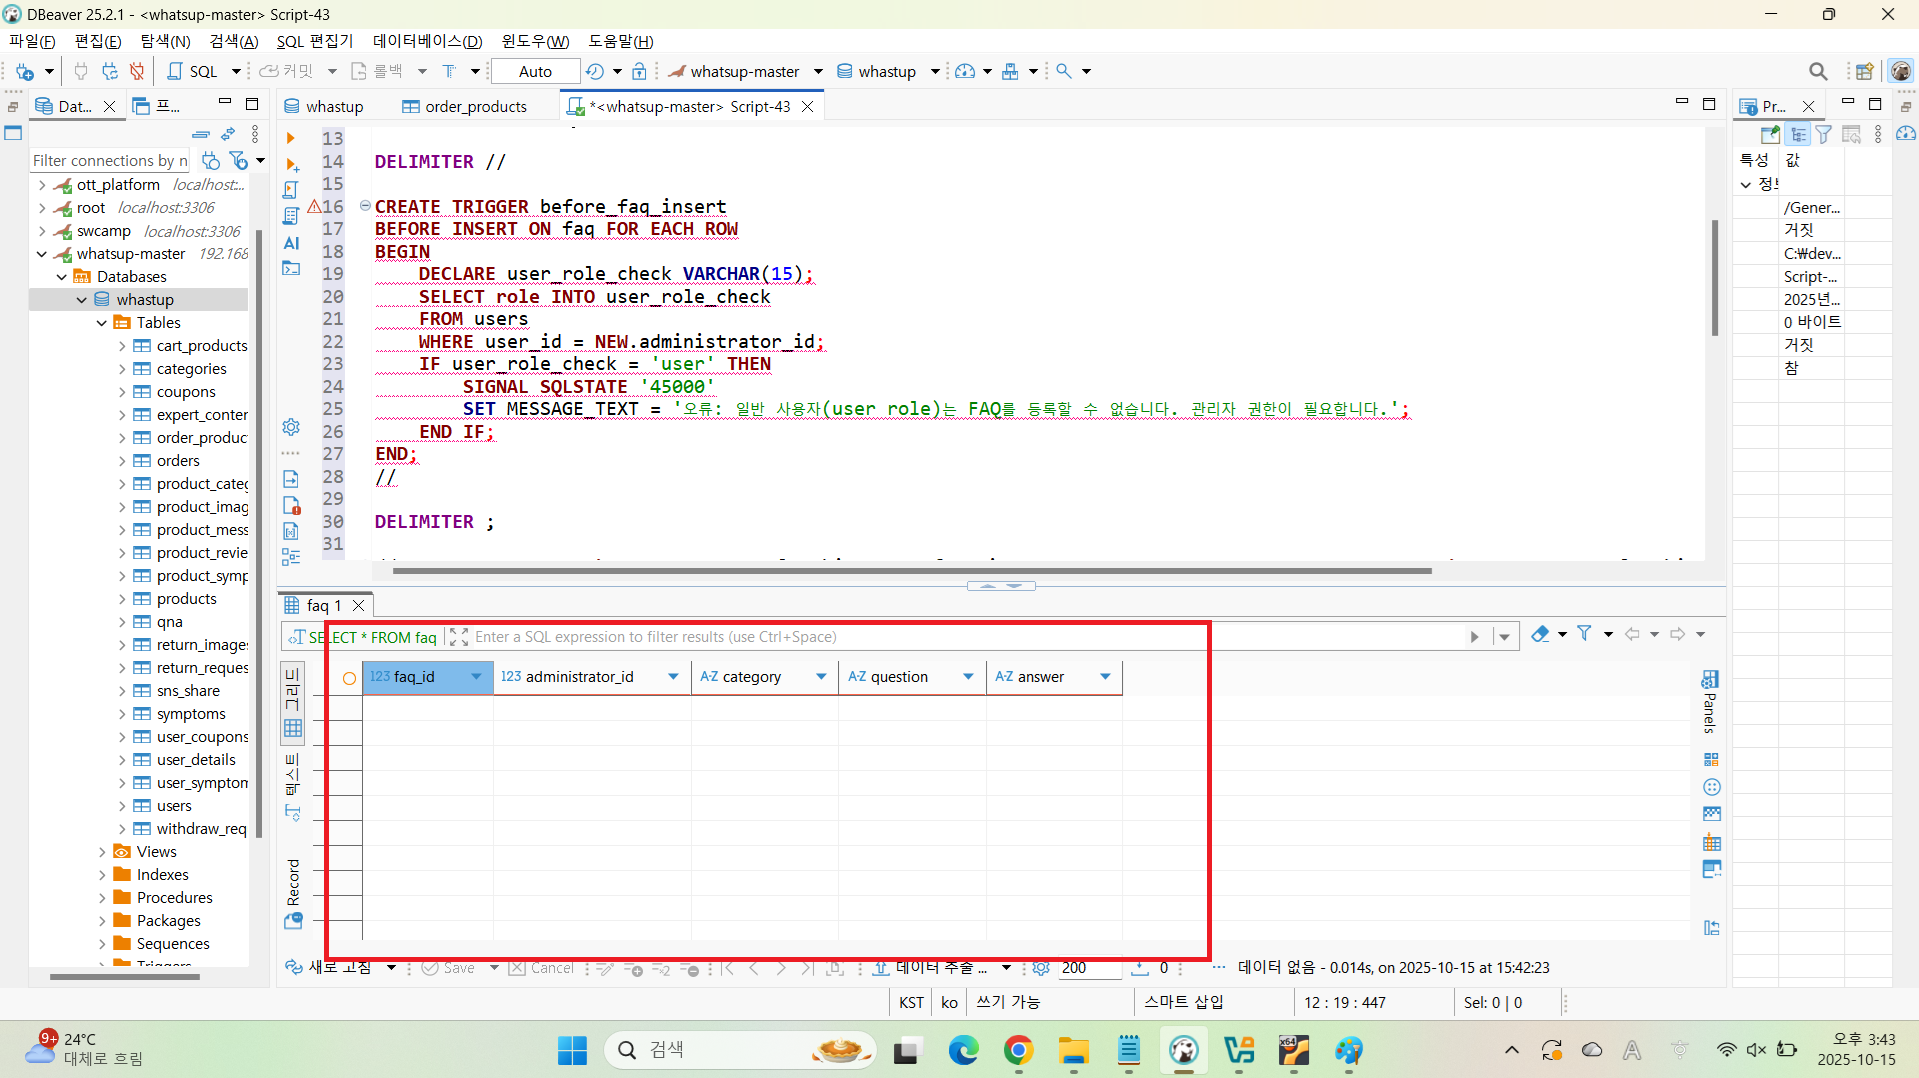 DBeaver 25.2.1 - <whatsup-master> Script-43
파일(F) 편집(E) 탐색(N) 검색(A) SQL 편집기 데이터베이스(D) 윈도우(W) 도움말(H)
SQL 커밋 롤백 T Auto whatsup-master whastup
Dat... 프...
Filter connections by n
ott_platform localhost:...
root localhost:3306
swcamp localhost:3306
whatsup-master 192.168
Databases
whastup
Tables
cart_products
categories
coupons
expert_conter
order_produc
orders
product_categ
product_imag
product_mess
product_revie
product_symp
products
qna
return_images
return_reques
sns_share
symptoms
user_coupons
user_details
user_symptom
users
withdraw_req
Views
Indexes
Procedures
Packages
Sequences
Triggers
whastup order_products *<whatsup-master> Script-43
AI
13
14 DELIMITER //
15
16 CREATE TRIGGER before_faq_insert
17 BEFORE INSERT ON faq FOR EACH ROW
18 BEGIN
19 DECLARE user_role_check VARCHAR(15);
20 SELECT role INTO user_role_check
21 FROM users
22 WHERE user_id = NEW.administrator_id;
23 IF user_role_check = 'user' THEN
24 SIGNAL SQLSTATE '45000'
25 SET MESSAGE_TEXT = '오류: 일반 사용자(user role)는 FAQ를 등록할 수 없습니다. 관리자 권한이 필요합니다.';
26 END IF;
27 END;
28 //
29
30 DELIMITER ;
31
faq 1
SELECT * FROM faq Enter a SQL expression to filter results (use Ctrl+Space)
그리드
텍스트
Record
123 faq_id 123 administrator_id A-Z category A-Z question A-Z answer
Panels
새로 고침 Save Cancel 데이터 추출 ... 200 0 데이터 없음 - 0.014s, on 2025-10-15 at 15:42:23
Pr...
특성 값
정보
/Gener...
거짓
C:₩dev...
Script-...
2025년...
0 바이트
거짓
참
KST ko 쓰기 가능 스마트 삽입 12 : 19 : 447 Sel: 0 | 0
9+
24°C
대체로 흐림
검색
x64
A
오후 3:43
2025-10-15